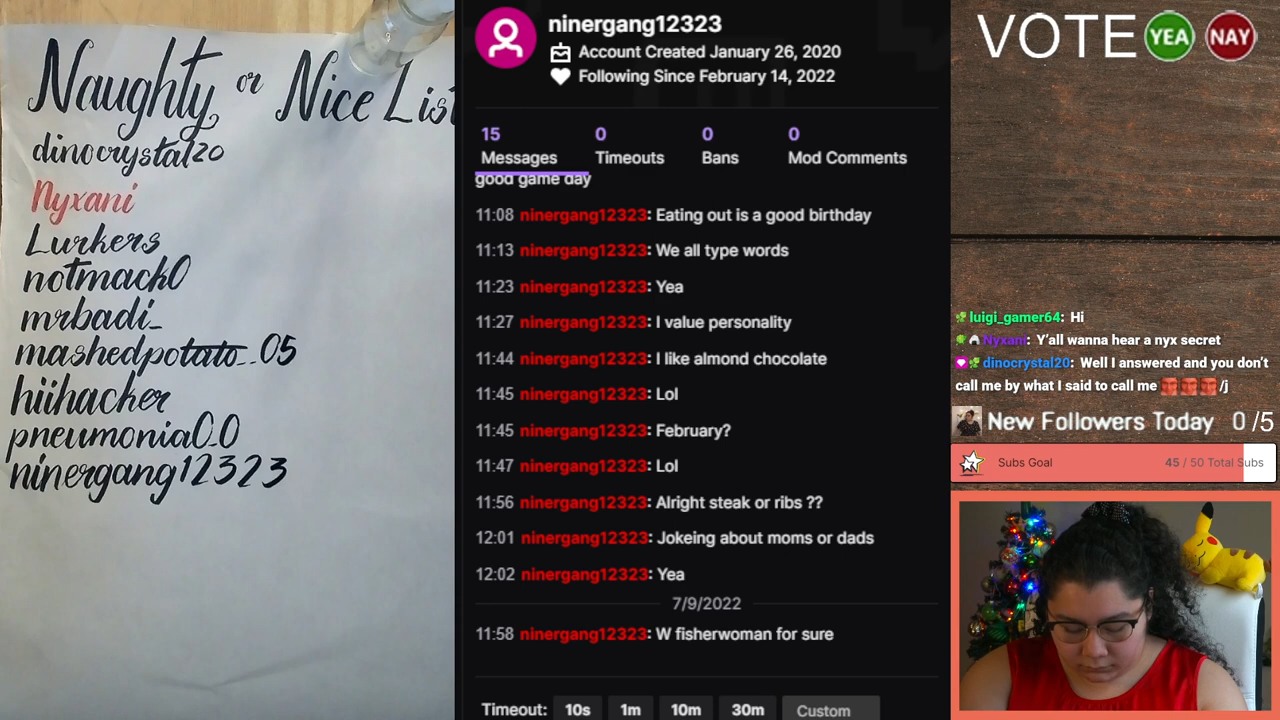 Naughty or Nice List
dinocrystal20
Nyxani
Lurkers
notmack0
mrbadi_
mashedpotato_05
hiihacker
pneumonia0_0
ninergang12323
ninergang12323
Account Created January 26, 2020
Following Since February 14, 2022
15 Messages
0 Timeouts
0 Bans
0 Mod Comments
good game day
11:08 ninergang12323: Eating out is a good birthday
11:13 ninergang12323: We all type words
11:23 ninergang12323: Yea
11:27 ninergang12323: I value personality
11:44 ninergang12323: I like almond chocolate
11:45 ninergang12323: Lol
11:45 ninergang12323: February?
11:47 ninergang12323: Lol
11:56 ninergang12323: Alright steak or ribs ??
12:01 ninergang12323: Jokeing about moms or dads
12:02 ninergang12323: Yea
7/9/2022
11:58 ninergang12323: W fisherwoman for sure
Timeout: 10s 1m 10m 30m Custom
VOTE YEA NAY
luigi_gamer64: Hi
Nyxani: Y'all wanna hear a nyx secret
dinocrystal20: Well I answered and you don't
call me by what I said to call me /j
New Followers Today 0 /5
Subs Goal 45 / 50 Total Subs